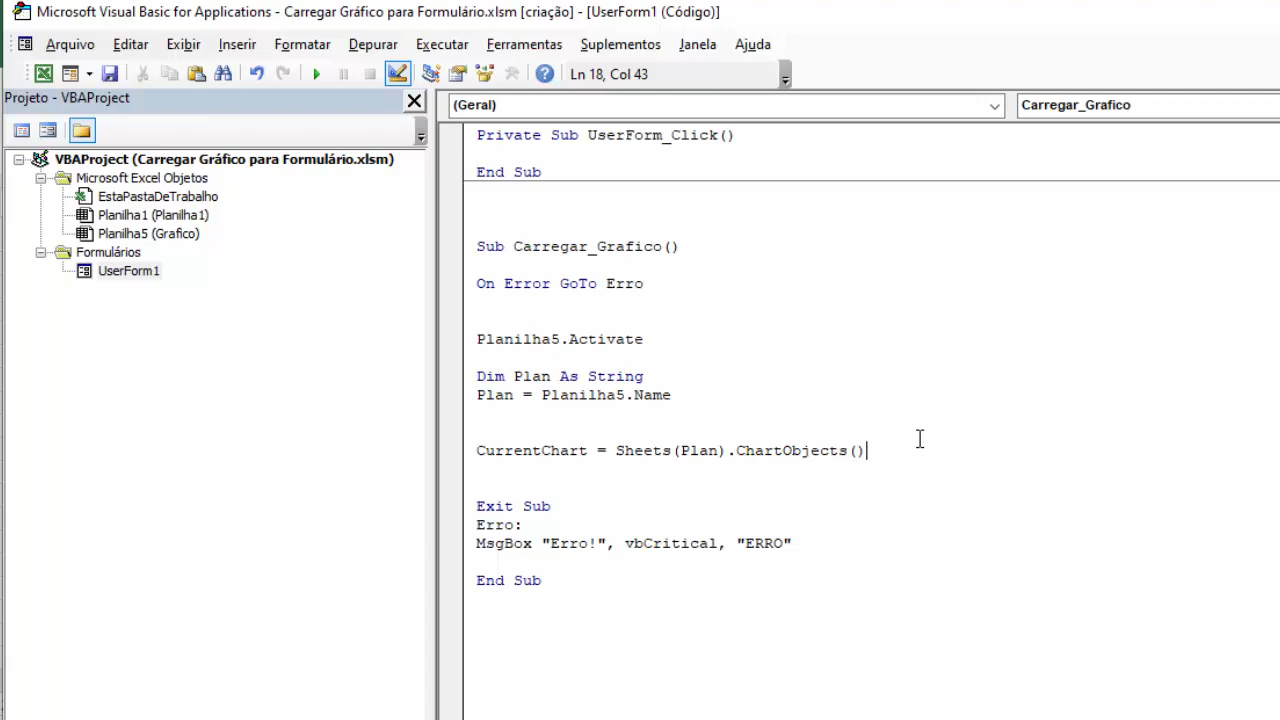 Microsoft Visual Basic for Applications - Carregar Gráfico para Formulário.xlsm [criação] - [UserForm1 (Código)]
Arquivo Editar Exibir Inserir Formatar Depurar Executar Ferramentas Suplementos Janela Ajuda
Ln 18, Col 43
Projeto - VBAProject
(Geral)
Carregar_Grafico
VBAProject (Carregar Gráfico para Formulário.xlsm)
Microsoft Excel Objetos
EstaPastaDeTrabalho
Planilha1 (Planilha1)
Planilha5 (Grafico)
Formulários
UserForm1
Private Sub UserForm_Click()
End Sub
Sub Carregar_Grafico()
On Error GoTo Erro
Planilha5.Activate
Dim Plan As String
Plan = Planilha5.Name
CurrentChart = Sheets(Plan).ChartObjects()
Exit Sub
Erro:
MsgBox "Erro!", vbCritical, "ERRO"
End Sub